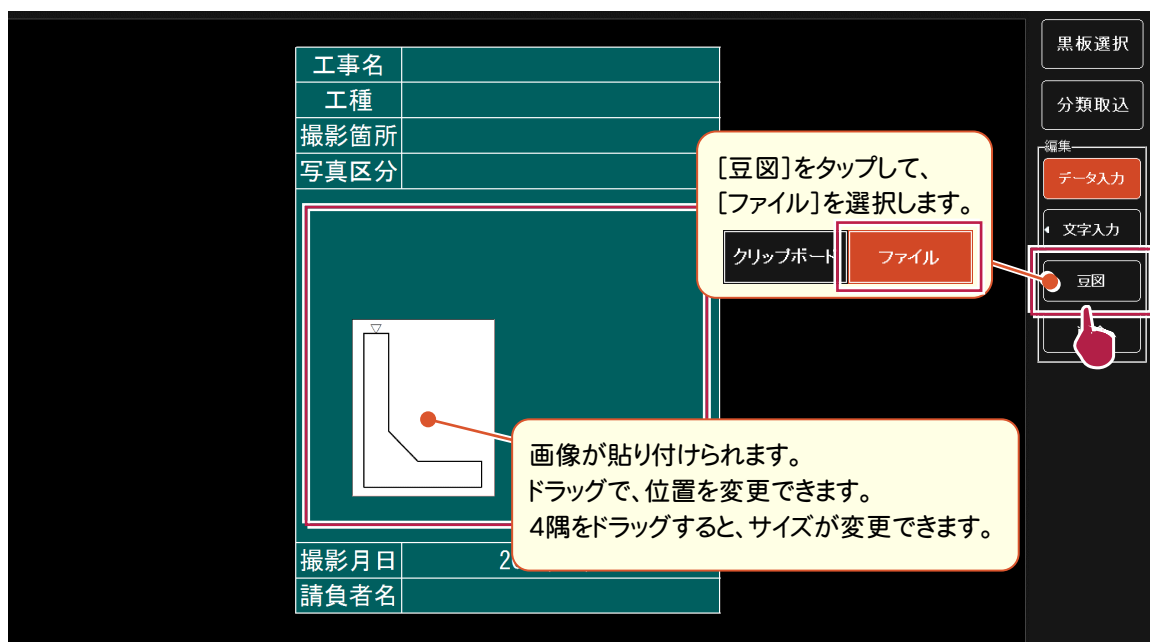 黒板選択
分類取込
編集
データ入力
文字入力
豆図
工事名
工種
撮影箇所
写真区分
[豆図]をタップして、
[ファイル]を選択します。
クリップボード
ファイル
画像が貼り付けられます。
ドラッグで、位置を変更できます。
4隅をドラッグすると、サイズが変更できます。
撮影月日
請負者名